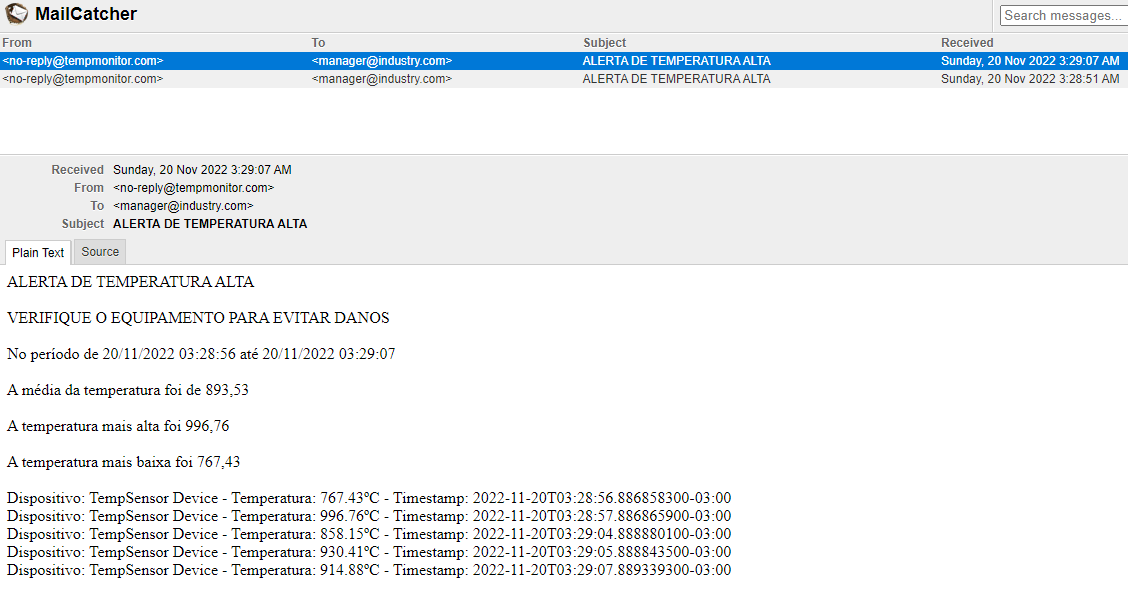 MailCatcher
Search messages...
From To Subject Received
<no-reply@tempmonitor.com> <manager@industry.com> ALERTA DE TEMPERATURA ALTA Sunday, 20 Nov 2022 3:29:07 AM
<no-reply@tempmonitor.com> <manager@industry.com> ALERTA DE TEMPERATURA ALTA Sunday, 20 Nov 2022 3:28:51 AM
Received Sunday, 20 Nov 2022 3:29:07 AM
From <no-reply@tempmonitor.com>
To <manager@industry.com>
Subject ALERTA DE TEMPERATURA ALTA
Plain Text Source
ALERTA DE TEMPERATURA ALTA
VERIFIQUE O EQUIPAMENTO PARA EVITAR DANOS
No período de 20/11/2022 03:28:56 até 20/11/2022 03:29:07
A média da temperatura foi de 893,53
A temperatura mais alta foi 996,76
A temperatura mais baixa foi 767,43
Dispositivo: TempSensor Device - Temperatura: 767.43ºC - Timestamp: 2022-11-20T03:28:56.886858300-03:00
Dispositivo: TempSensor Device - Temperatura: 996.76ºC - Timestamp: 2022-11-20T03:28:57.886865900-03:00
Dispositivo: TempSensor Device - Temperatura: 858.15ºC - Timestamp: 2022-11-20T03:29:04.888880100-03:00
Dispositivo: TempSensor Device - Temperatura: 930.41ºC - Timestamp: 2022-11-20T03:29:05.888843500-03:00
Dispositivo: TempSensor Device - Temperatura: 914.88ºC - Timestamp: 2022-11-20T03:29:07.889339300-03:00